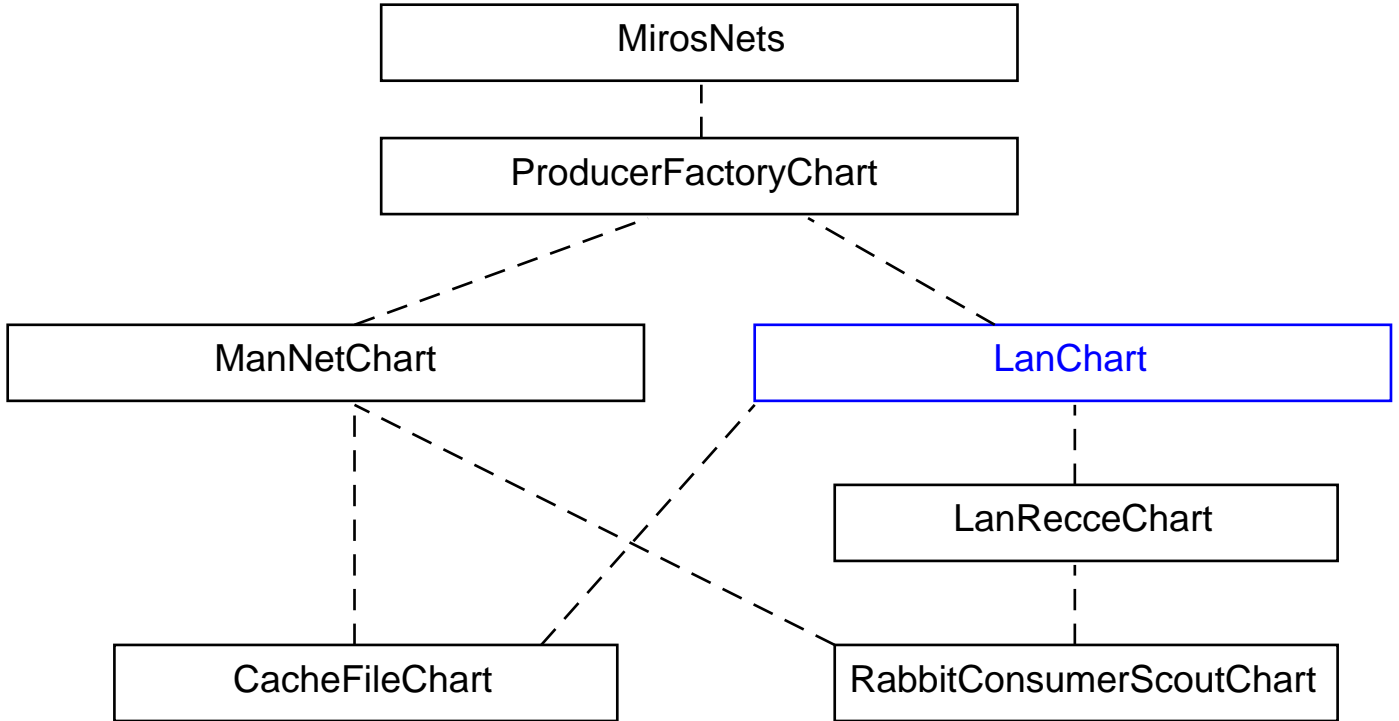 MirosNets
ProducerFactoryChart
ManNetChart
LanChart
LanRecceChart
CacheFileChart
RabbitConsumerScoutChart